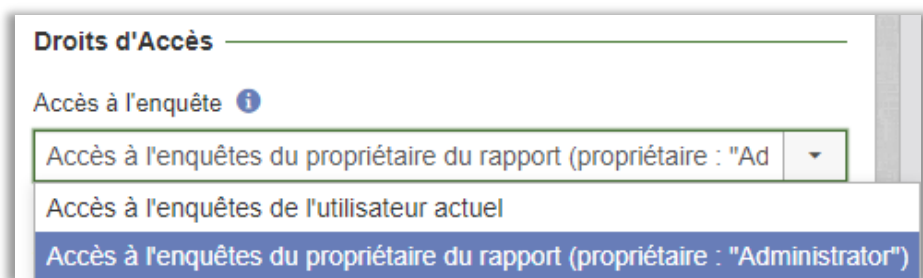 Droits d'Accès
Accès à l'enquête
Accès à l'enquêtes du propriétaire du rapport (propriétaire : "Ad
Accès à l'enquêtes de l'utilisateur actuel
Accès à l'enquêtes du propriétaire du rapport (propriétaire : "Administrator")